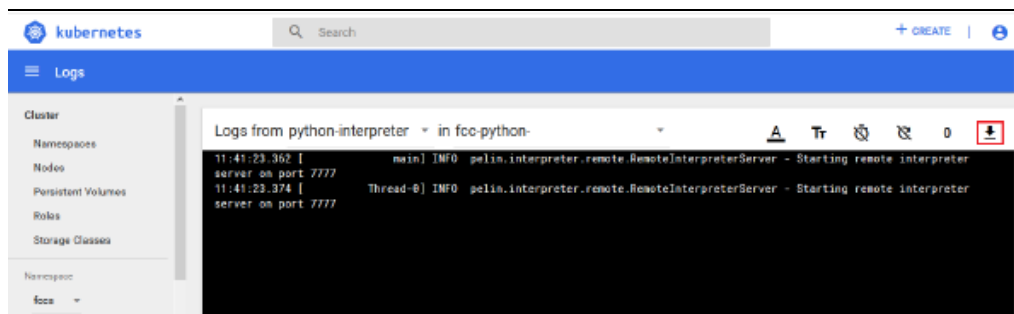 kubernetes
Search
+ CREATE |
Logs
Cluster
Namespaces
Nodes
Persistent Volumes
Roles
Storage Classes
Namespace
fccs
Logs from python-interpreter in fcc-python-
A Tт 0
11:41:23.362 [ main] INFO pelin.interpreter.remote.RemoteInterpreterServer - Starting remote interpreter
server on port 7777
11:41:23.374 [ Thread-0] INFO pelin.interpreter.remote.RemoteInterpreterServer - Starting remote interpreter
server on port 7777